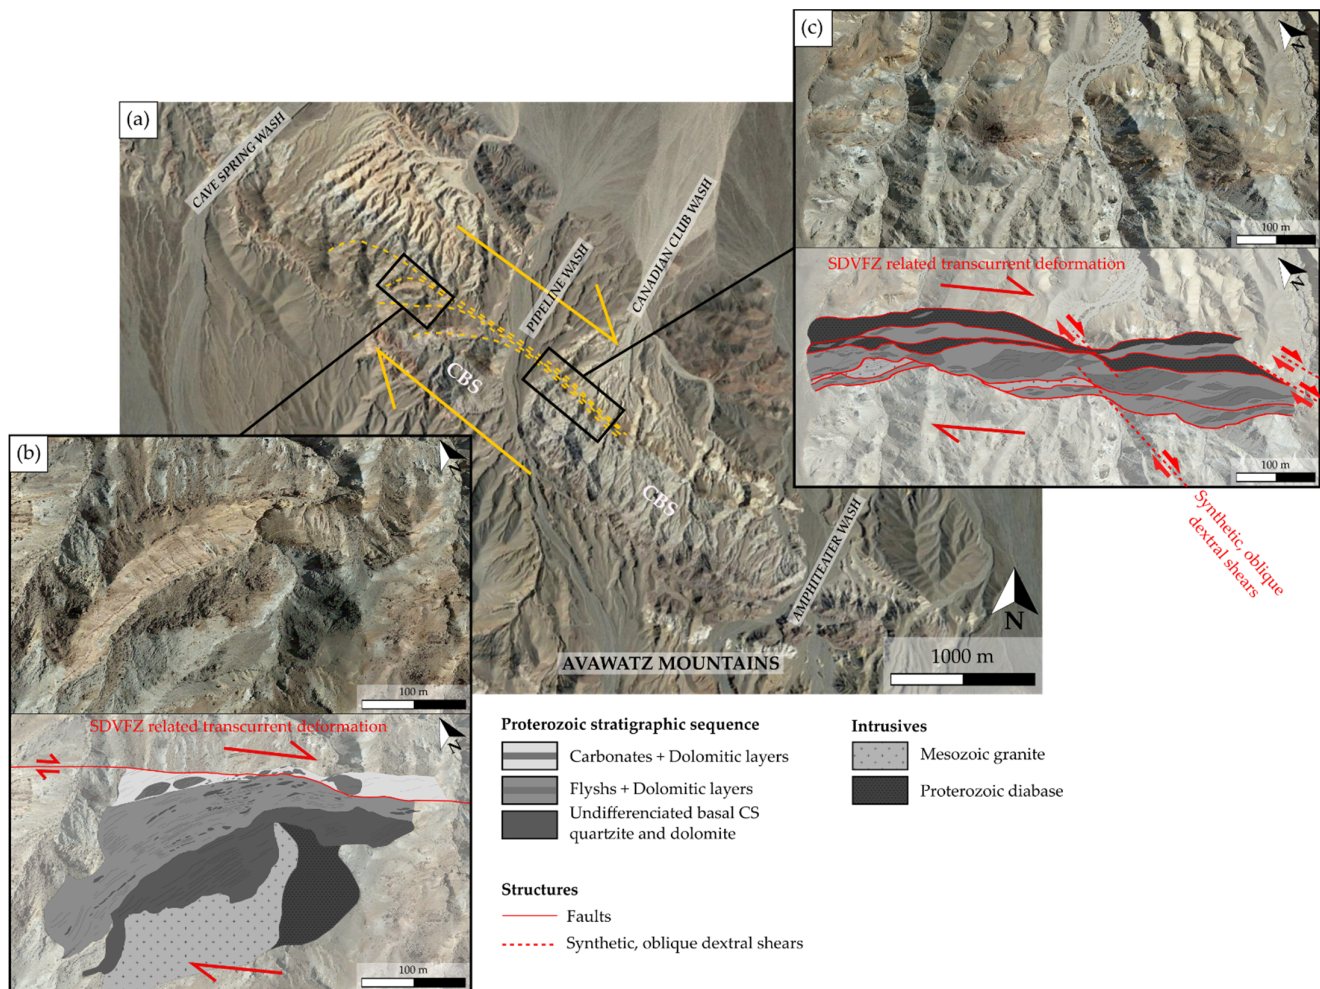 (a)
CAVE SPRING WASH
PIPELINE WASH
CANADIAN CLUB WASH
CBS
CBS
AMPHITEATER WASH
AVAWATZ MOUNTAINS
N
1000 m
(b)
N
100 m
SDVFZ related transcurrent deformation
N
100 m
(c)
N
100 m
SDVFZ related transcurrent deformation
N
100 m
Synthetic, oblique
dextral shears
Proterozoic stratigraphic sequence
Carbonates + Dolomitic layers
Flyshs + Dolomitic layers
Undifferenciated basal CS
quartzite and dolomite
Intrusives
Mesozoic granite
Proterozoic diabase
Structures
Faults
Synthetic, oblique dextral shears